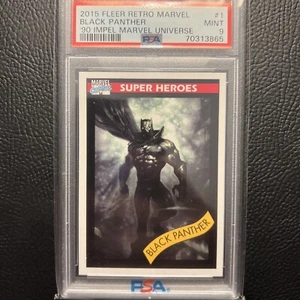 2015 FLEER RETRO MARVEL #1
BLACK PANTHER MINT
'90 IMPEL MARVEL UNIVERSE 9
PSA 70313865
MARVEL
SUPER HEROES
BLACK PANTHER
PSA